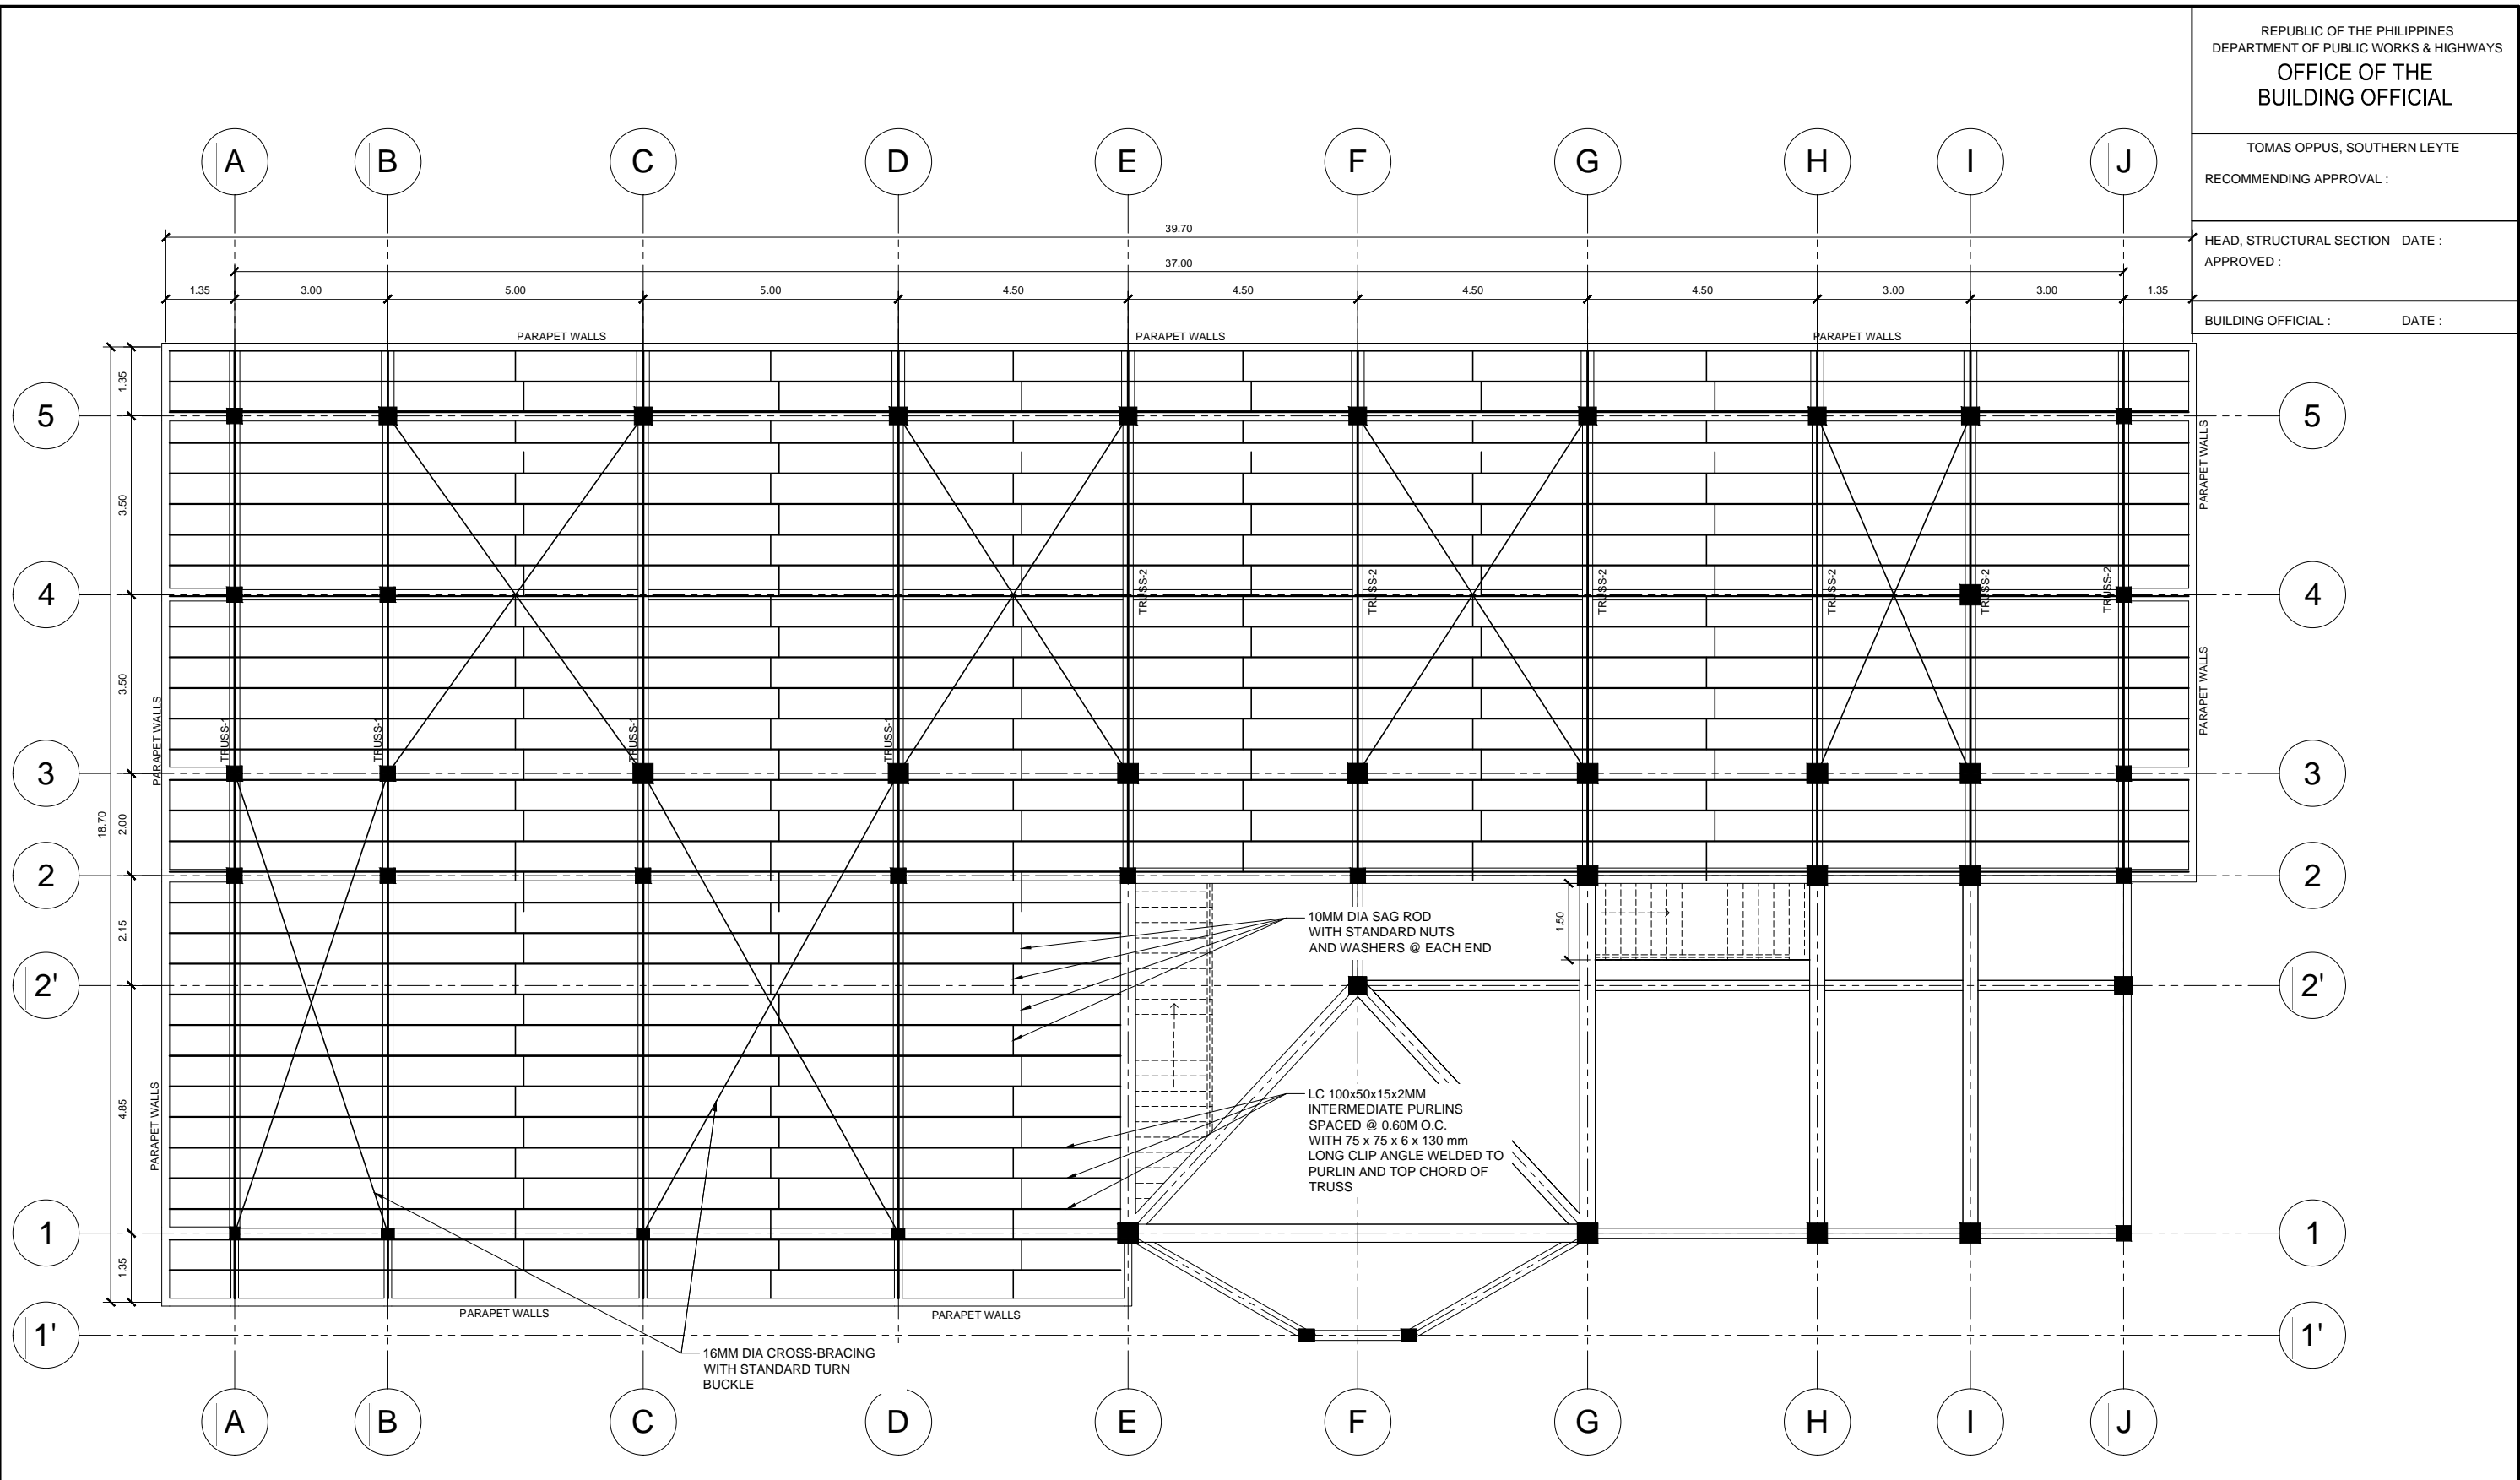 REPUBLIC OF THE PHILIPPINES
DEPARTMENT OF PUBLIC WORKS & HIGHWAYS
OFFICE OF THE
BUILDING OFFICIAL
TOMAS OPPUS, SOUTHERN LEYTE
RECOMMENDING APPROVAL :
HEAD, STRUCTURAL SECTION DATE :
APPROVED :
BUILDING OFFICIAL : DATE :
A B C D E F G H I J
39.70
37.00
1.35 3.00 5.00 5.00 4.50 4.50 4.50 4.50 3.00 3.00 1.35
PARAPET WALLS PARAPET WALLS PARAPET WALLS
5 5
4 4
3 3
2 2
2' 2'
1 1
1' 1'
1.35
3.50
3.50
2.00
2.15
4.85
1.35
18.70
PARAPET WALLS
PARAPET WALLS
PARAPET WALLS
PARAPET WALLS
TRUSS-1 TRUSS-1 TRUSS-1 TRUSS-1
TRUSS-2 TRUSS-2 TRUSS-2 TRUSS-2 TRUSS-2 TRUSS-2
1.50
10MM DIA SAG ROD
WITH STANDARD NUTS
AND WASHERS @ EACH END
LC 100x50x15x2MM
INTERMEDIATE PURLINS
SPACED @ 0.60M O.C.
WITH 75 x 75 x 6 x 130 mm
LONG CLIP ANGLE WELDED TO
PURLIN AND TOP CHORD OF
TRUSS
PARAPET WALLS PARAPET WALLS
16MM DIA CROSS-BRACING
WITH STANDARD TURN
BUCKLE
A B C D E F G H I J